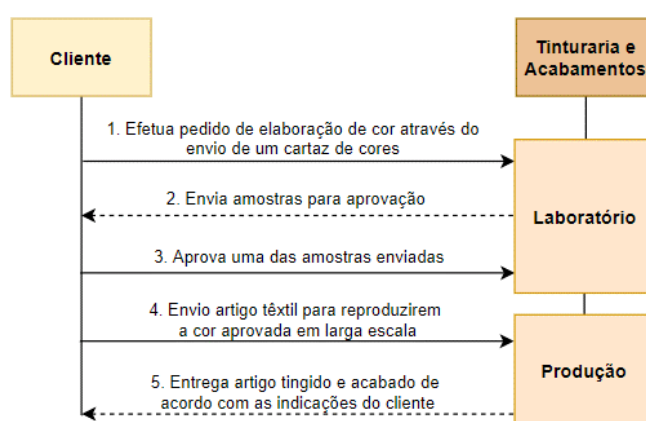 Cliente
Tinturaria e
Acabamentos
1. Efetua pedido de elaboração de cor através do
envio de um cartaz de cores
2. Envia amostras para aprovação
Laboratório
3. Aprova uma das amostras enviadas
4. Envio artigo têxtil para reproduzirem
a cor aprovada em larga escala
Produção
5. Entrega artigo tingido e acabado de
acordo com as indicações do cliente